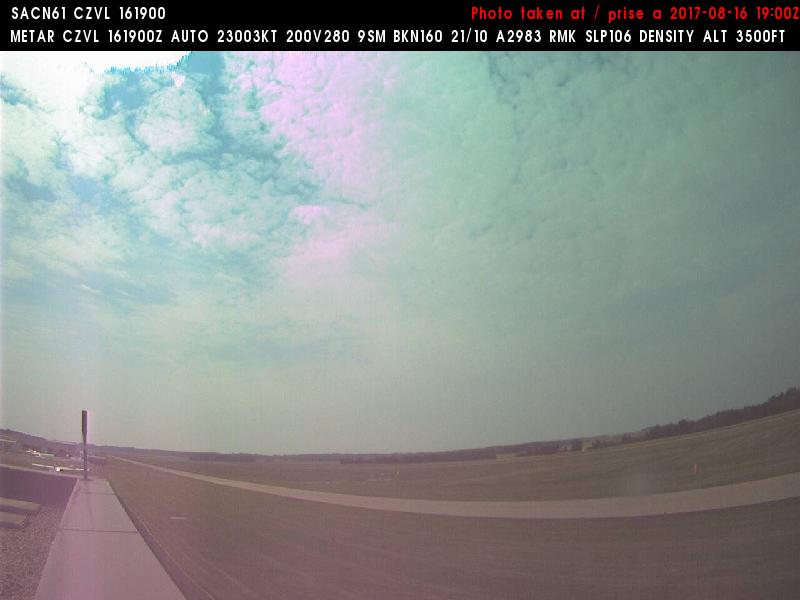 SACN61 CZVL 161900
Photo taken at / prise a 2017-08-16 19:00Z
METAR CZVL 161900Z AUTO 23003KT 200V280 9SM BKN160 21/10 A2983 RMK SLP106 DENSITY ALT 3500FT